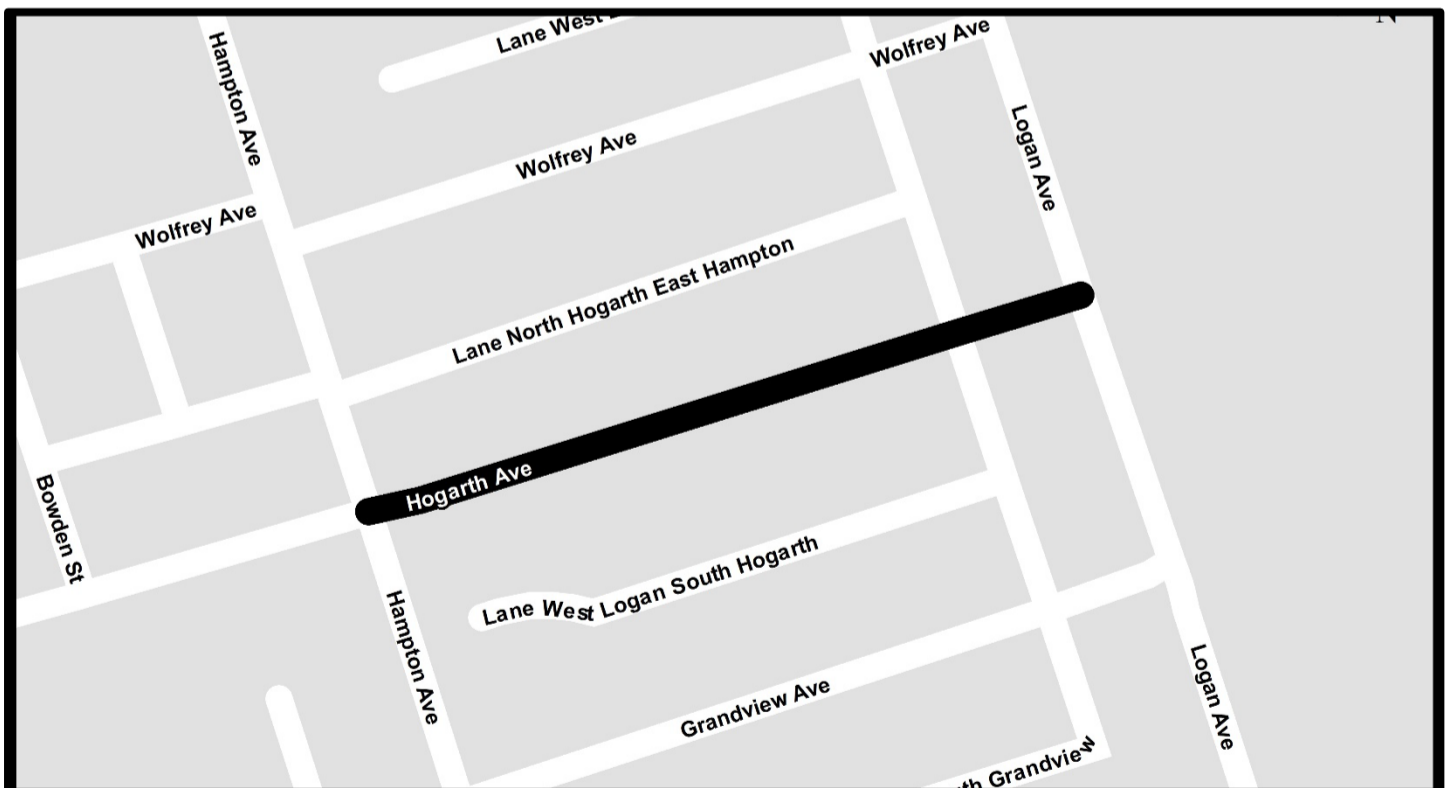 Lane West
N
Wolfrey Ave
Hampton Ave
Wolfrey Ave
Logan Ave
Wolfrey Ave
Lane North Hogarth East Hampton
Hogarth Ave
Bowden St
Lane West Logan South Hogarth
Hampton Ave
Grandview Ave
Logan Ave
Grandview